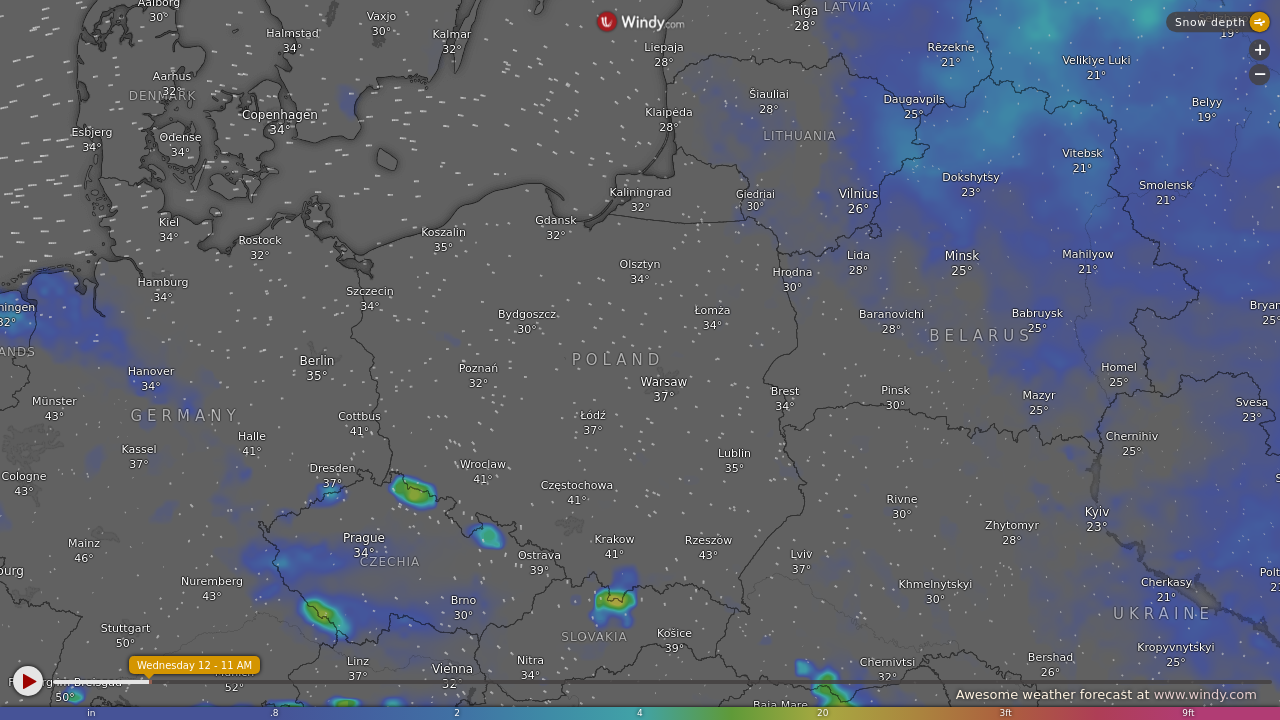 Aalborg
30°
Vaxjo
30°
Halmstad
34°
Kalmar
32°
Windy.com
Riga
28°
LATVIA
Snow depth
19°
Liepaja
28°
Rēzekne
21°
Velikiye Luki
21°
Aarhus
32°
DENMARK
Copenhagen
34°
Klaipėda
28°
Šiauliai
28°
Daugavpils
25°
Belyy
19°
Esbjerg
34°
Odense
34°
LITHUANIA
Vitebsk
21°
Kaliningrad
32°
Giedriai
30°
Vilnius
26°
Dokshytsy
23°
Smolensk
21°
Kiel
34°
Rostock
32°
Koszalin
35°
Gdansk
32°
Olsztyn
34°
Hrodna
30°
Lida
28°
Minsk
25°
Mahilyow
21°
Hamburg
34°
Szczecin
34°
Bydgoszcz
30°
Łomża
34°
Baranovichi
28°
BELARUS
Babruysk
25°
25°
32°
Berlin
35°
POLAND
Poznań
32°
Warsaw
37°
Brest
34°
Pinsk
30°
Homel
25°
Hanover
34°
Münster
43°
GERMANY
Cottbus
41°
Łódź
37°
Mazyr
25°
Svesa
23°
Kassel
37°
Halle
41°
Chernihiv
25°
Lublin
35°
Cologne
43°
Dresden
37°
Wroclaw
41°
Częstochowa
41°
Rivne
30°
Kyiv
23°
Zhytomyr
28°
Mainz
46°
Prague
34°
CZECHIA
Ostrava
39°
Krakow
41°
Rzeszów
43°
Lviv
37°
Nuremberg
43°
Brno
30°
Khmelnytskyi
30°
Cherkasy
21°
UKRAINE
Stuttgart
50°
SLOVAKIA
Košice
39°
Kropyvnytskyi
25°
Wednesday 12 - 11 AM
Linz
37°
Vienna
32°
Nitra
34°
Chernivtsi
32°
Bershad
26°
50°
52°
Baia Mare
Awesome weather forecast at www.windy.com
in .8 2 4 20 3ft 9ft